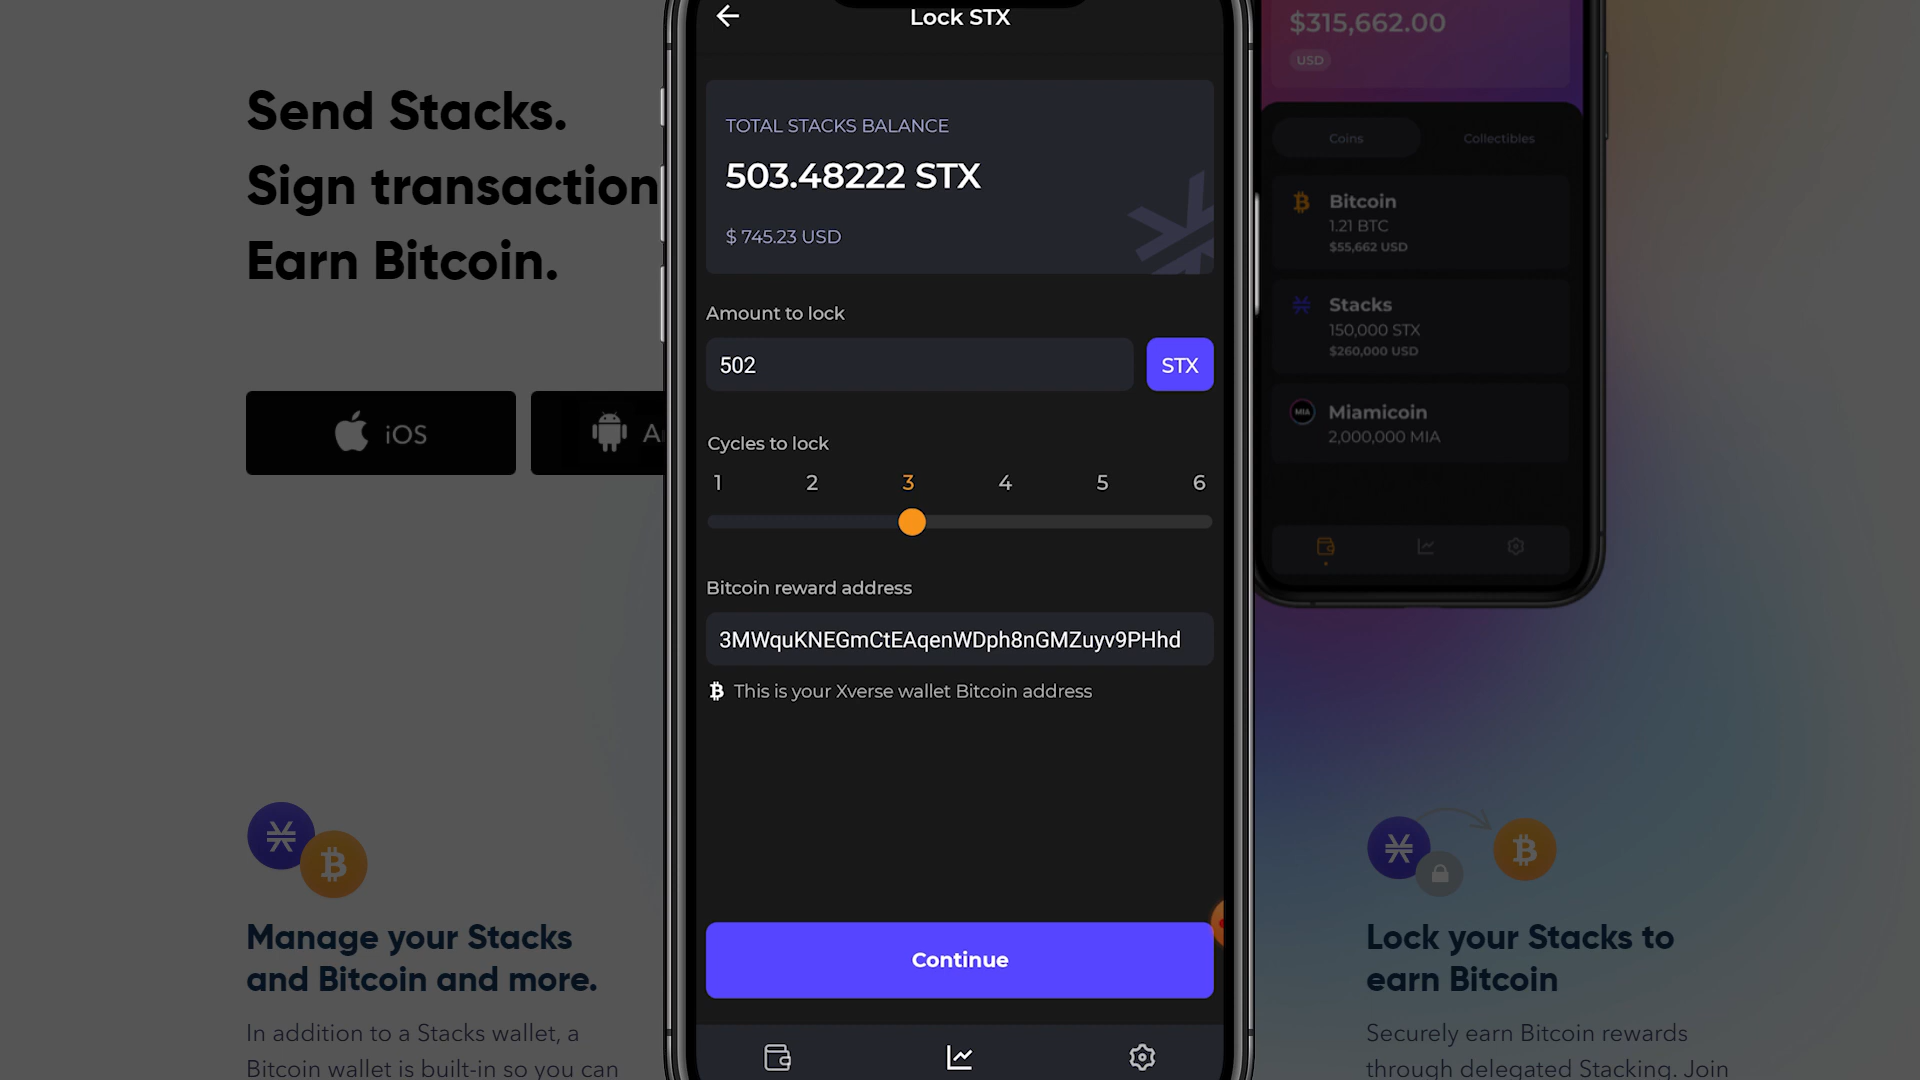 Send Stacks.
Sign transaction
Earn Bitcoin.
iOS
Manage your Stacks
and Bitcoin and more.
In addition to a Stacks wallet, a
Bitcoin wallet is built-in so you can
Lock STX
TOTAL STACKS BALANCE
503.48222 STX
$ 745.23 USD
Amount to lock
502
STX
Cycles to lock
1 2 3 4 5 6
Bitcoin reward address
3MWquKNEGmCtEAqenWDph8nGMZuyv9PHhd
This is your Xverse wallet Bitcoin address
Continue
$315,662.00
USD
Coins Collectibles
Bitcoin
1.21 BTC
$55,662 USD
Stacks
150,000 STX
$260,000 USD
MIA
Miamicoin
2,000,000 MIA
Lock your Stacks to
earn Bitcoin
Securely earn Bitcoin rewards
through delegated Stacking. Join